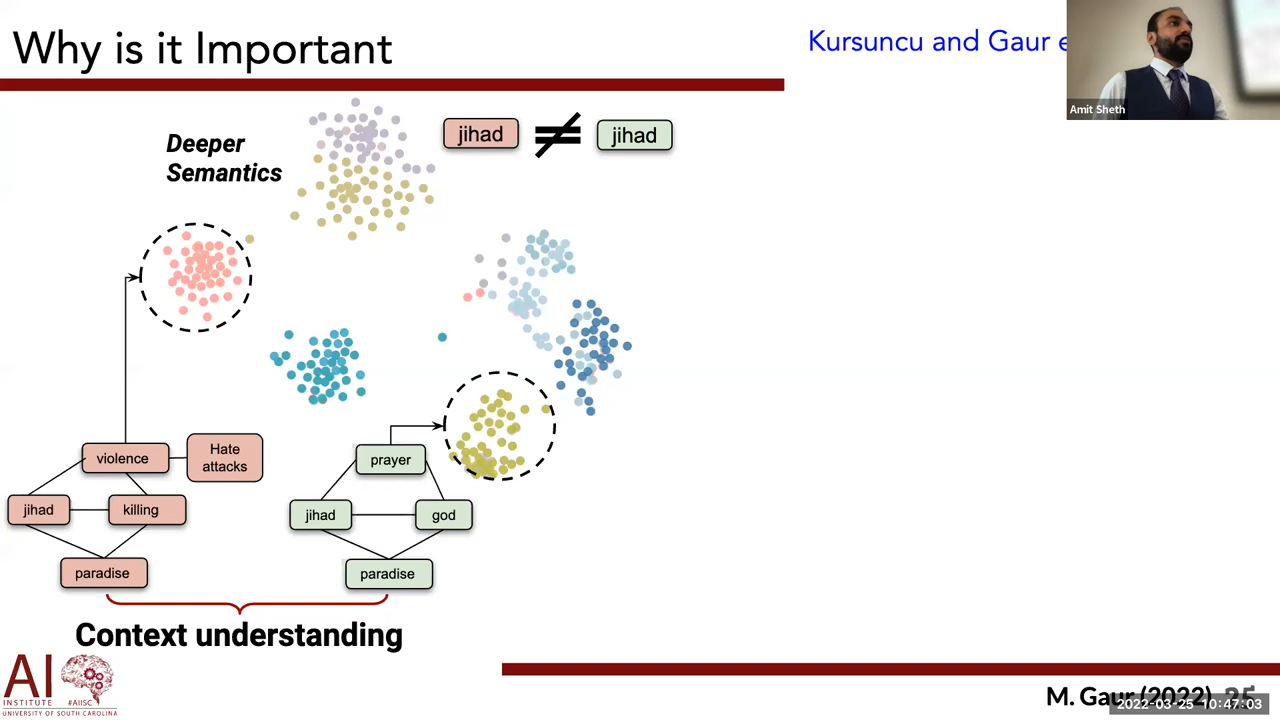 Why is it Important
Kursuncu and Gaur
Amit Sheth
Deeper
Semantics
jihad
jihad
violence
Hate
attacks
jihad
killing
paradise
prayer
jihad
god
paradise
Context understanding
AI
INSTITUTE #AIISC
UNIVERSITY OF SOUTH CAROLINA
M. Gaur (2022)
2022-03-25 10:47:03